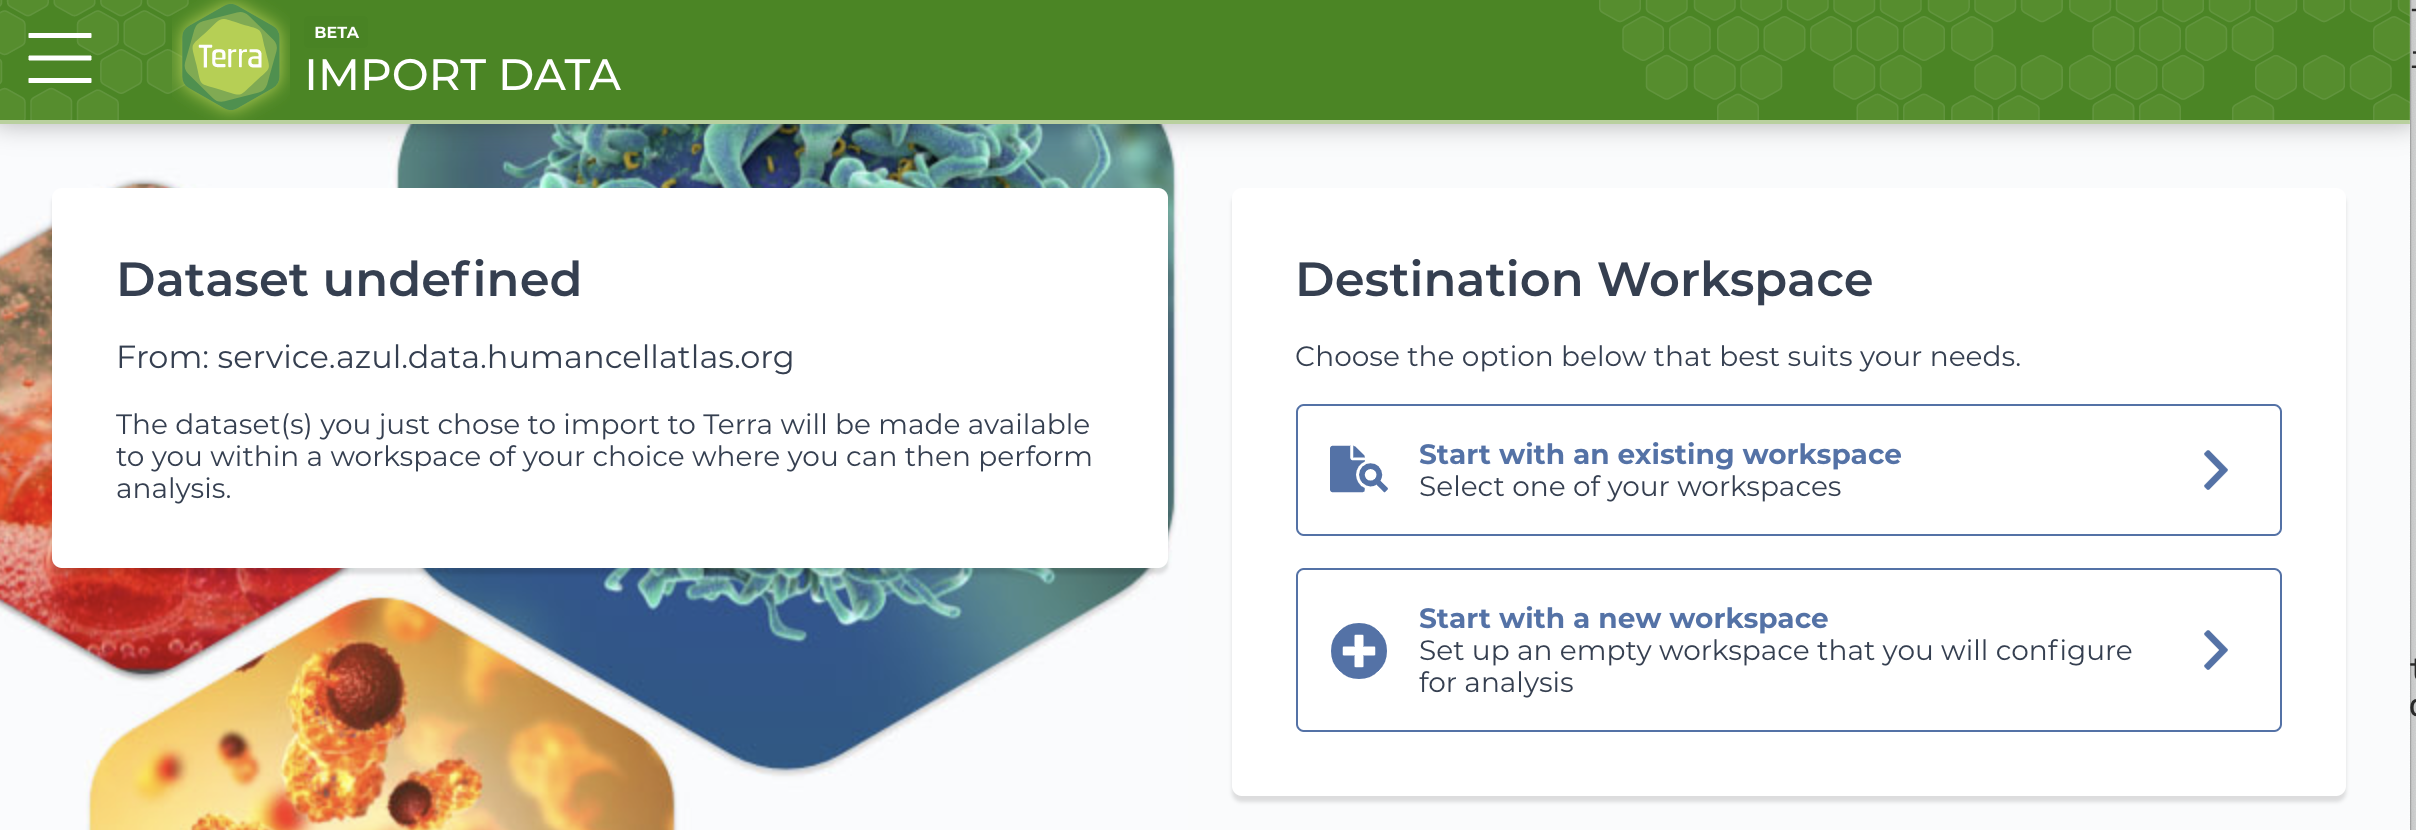 Terra
BETA
IMPORT DATA
Dataset undefined
From: service.azul.data.humancellatlas.org
The dataset(s) you just chose to import to Terra will be made available
to you within a workspace of your choice where you can then perform
analysis.
Destination Workspace
Choose the option below that best suits your needs.
Start with an existing workspace
Select one of your workspaces
Start with a new workspace
Set up an empty workspace that you will configure
for analysis